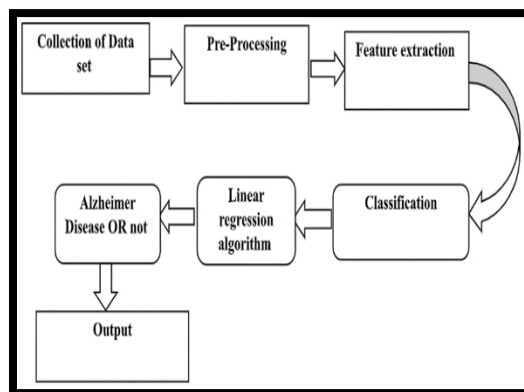 Collection of Data
set
Pre-Processing
Feature extraction
Classification
Linear
regression
algorithm
Alzheimer
Disease OR not
Output